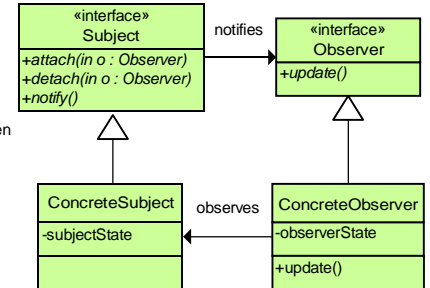 «interface»
Subject
+attach(in o : Observer)
+detach(in o : Observer)
+notify()
notifies
«interface»
Observer
+update()
en
ConcreteSubject
-subjectState
observes
ConcreteObserver
-observerState
+update()